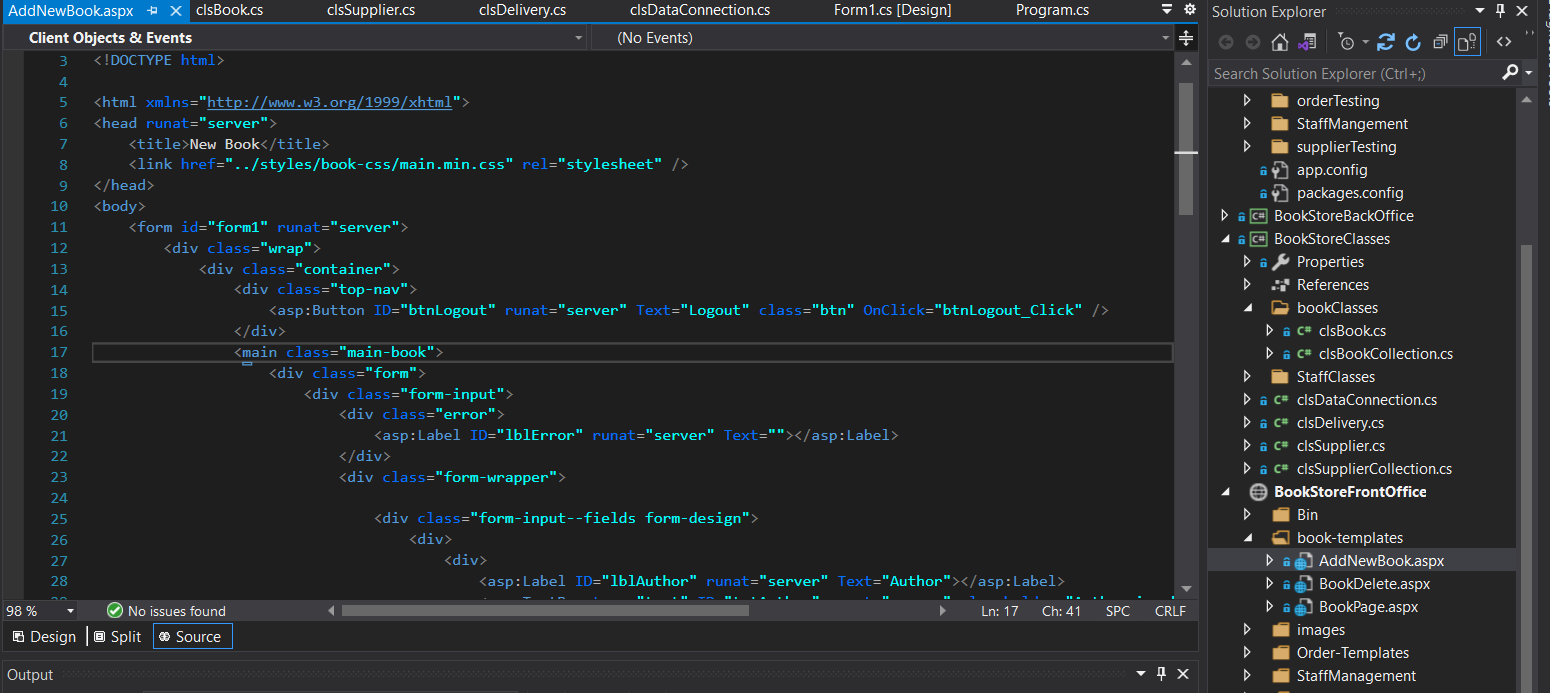 AddNewBook.aspx clsBook.cs clsSupplier.cs clsDelivery.cs clsDataConnection.cs Form1.cs [Design] Program.cs
Client Objects & Events (No Events)
3 <!DOCTYPE html>
4
5 <html xmlns="http://www.w3.org/1999/xhtml">
6 <head runat="server">
7 <title>New Book</title>
8 <link href="../styles/book-css/main.min.css" rel="stylesheet" />
9 </head>
10 <body>
11 <form id="form1" runat="server">
12 <div class="wrap">
13 <div class="container">
14 <div class="top-nav">
15 <asp:Button ID="btnLogout" runat="server" Text="Logout" class="btn" OnClick="btnLogout_Click" />
16 </div>
17 <main class="main-book">
18 <div class="form">
19 <div class="form-input">
20 <div class="error">
21 <asp:Label ID="lblError" runat="server" Text=""></asp:Label>
22 </div>
23 <div class="form-wrapper">
24
25 <div class="form-input--fields form-design">
26 <div>
27 <div>
28 <asp:Label ID="lblAuthor" runat="server" Text="Author"></asp:Label>
98 % No issues found Ln: 17 Ch: 41 SPC CRLF
Design Split Source
Output
Solution Explorer
Search Solution Explorer (Ctrl+;)
orderTesting
StaffMangement
supplierTesting
app.config
packages.config
C# BookStoreBackOffice
C# BookStoreClasses
Properties
References
bookClasses
C# clsBook.cs
C# clsBookCollection.cs
StaffClasses
C# clsDataConnection.cs
C# clsDelivery.cs
C# clsSupplier.cs
C# clsSupplierCollection.cs
BookStoreFrontOffice
Bin
book-templates
AddNewBook.aspx
BookDelete.aspx
BookPage.aspx
images
Order-Templates
StaffManagement